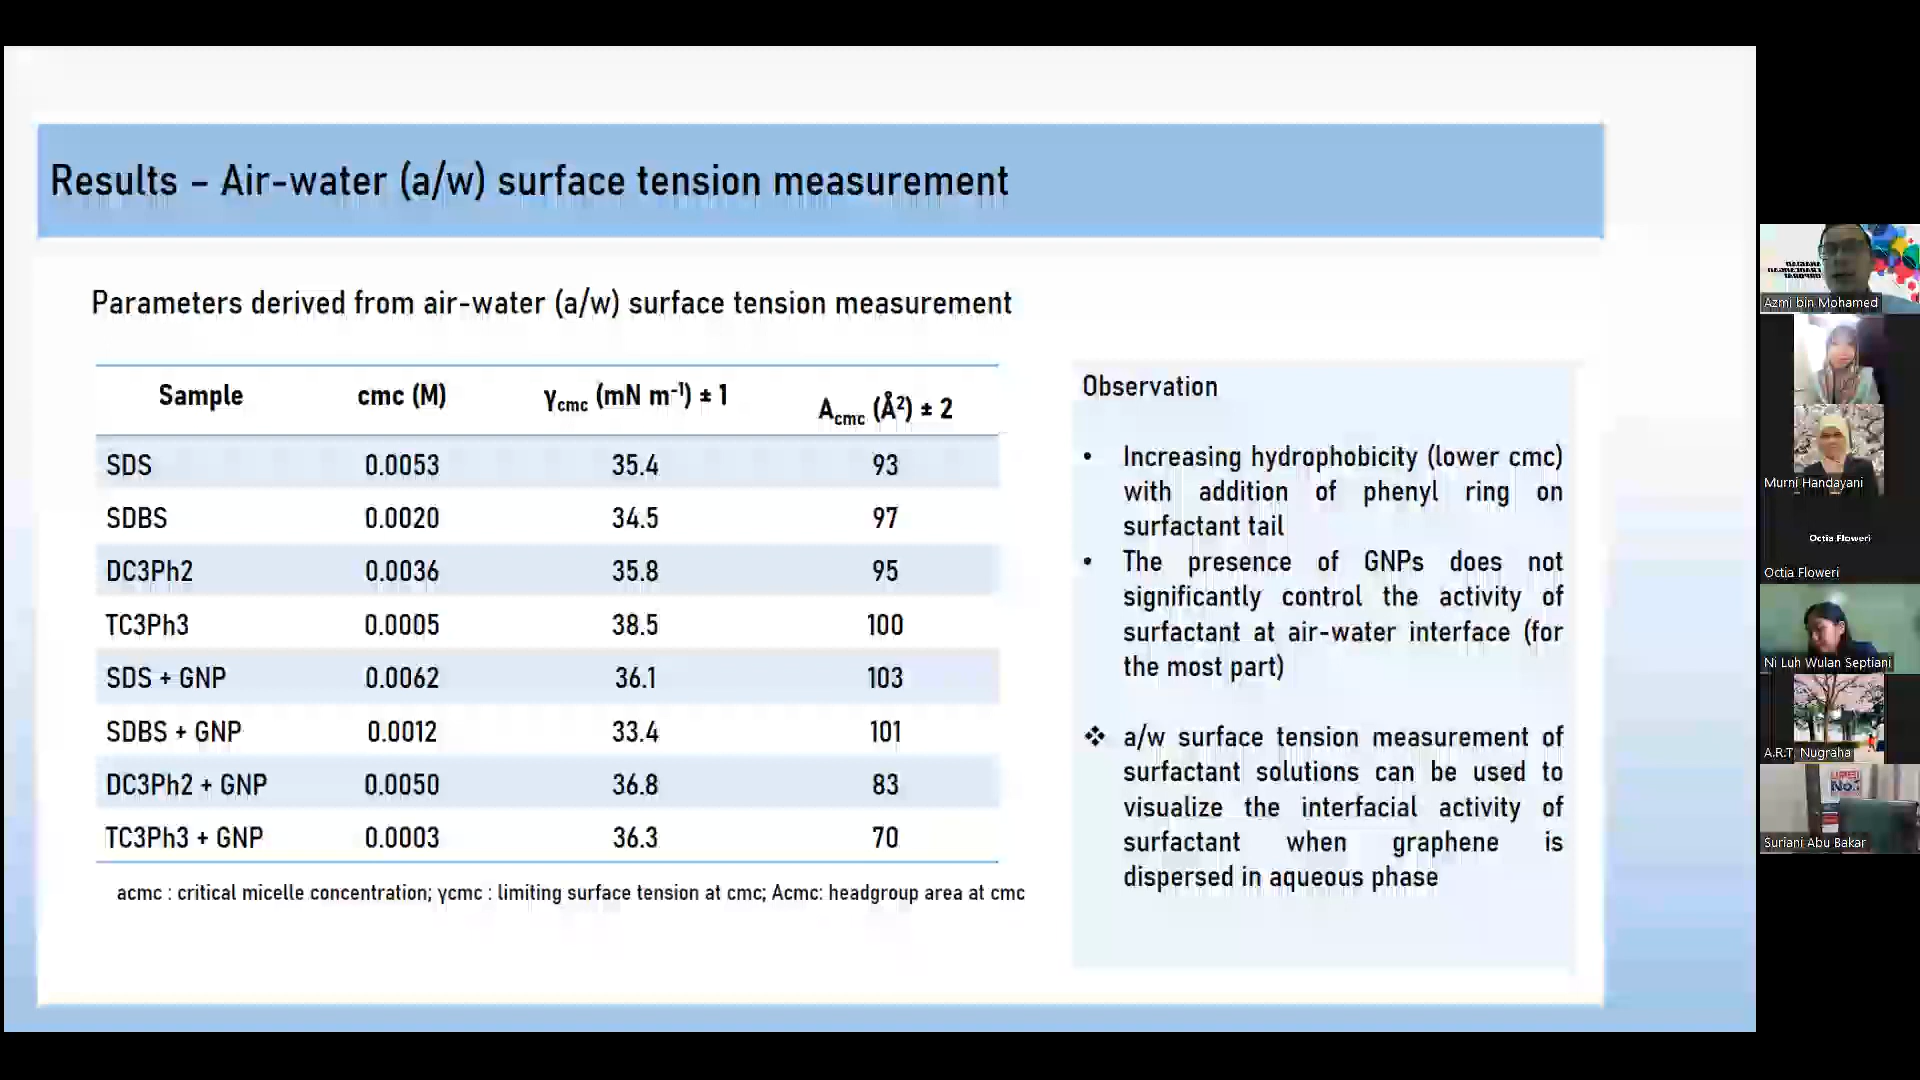 Results – Air-water (a/w) surface tension measurement
Parameters derived from air-water (a/w) surface tension measurement
Sample cmc (M) γcmc (mN m⁻¹) ± 1 Acmc (Å²) ± 2
SDS 0.0053 35.4 93
SDBS 0.0020 34.5 97
DC3Ph2 0.0036 35.8 95
TC3Ph3 0.0005 38.5 100
SDS + GNP 0.0062 36.1 103
SDBS + GNP 0.0012 33.4 101
DC3Ph2 + GNP 0.0050 36.8 83
TC3Ph3 + GNP 0.0003 36.3 70
acmc : critical micelle concentration; γcmc : limiting surface tension at cmc; Acmc: headgroup area at cmc
Observation
• Increasing hydrophobicity (lower cmc)
with addition of phenyl ring on
surfactant tail
• The presence of GNPs does not
significantly control the activity of
surfactant at air-water interface (for
the most part)
❖ a/w surface tension measurement of
surfactant solutions can be used to
visualize the interfacial activity of
surfactant when graphene is
dispersed in aqueous phase
Azmi bin Mohamed
Murni Handayani
Octia Floweri
Octia Floweri
Ni Luh Wulan Septiani
A.R.T. Nugraha
UPSI
No.1
Suriani Abu Bakar